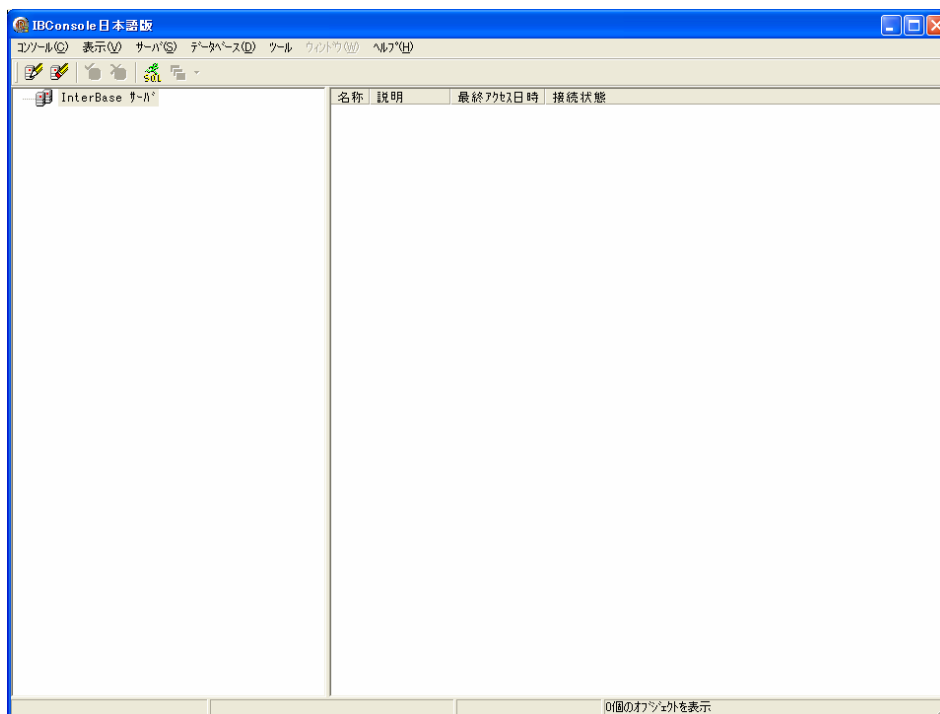 IBConsole日本語版
ｺﾝｿｰﾙ(C) 表示(V) ｻｰﾊﾞ(S) ﾃﾞｰﾀﾍﾞｰｽ(D) ﾂｰﾙ ｳｨﾝﾄﾞｳ(W) ﾍﾙﾌﾟ(H)
SQL
InterBase ｻｰﾊﾞ
名称 説明 最終ｱｸｾｽ日時 接続状態
0個のｵﾌﾞｼﾞｪｸﾄを表示